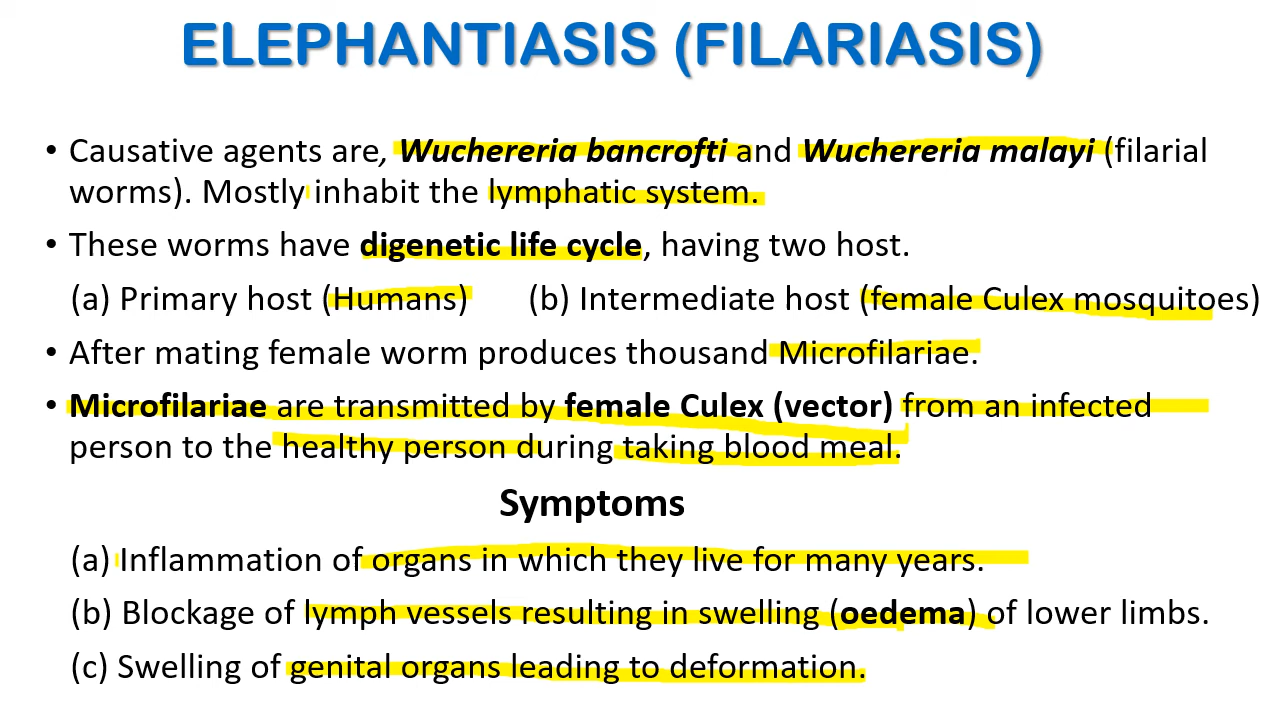 ELEPHANTIASIS (FILARIASIS)
• Causative agents are, Wuchereria bancrofti and Wuchereria malayi (filarial
worms). Mostly inhabit the lymphatic system.
• These worms have digenetic life cycle, having two host.
(a) Primary host (Humans) (b) Intermediate host (female Culex mosquitoes)
• After mating female worm produces thousand Microfilariae.
• Microfilariae are transmitted by female Culex (vector) from an infected
person to the healthy person during taking blood meal.
Symptoms
(a) Inflammation of organs in which they live for many years.
(b) Blockage of lymph vessels resulting in swelling (oedema) of lower limbs.
(c) Swelling of genital organs leading to deformation.